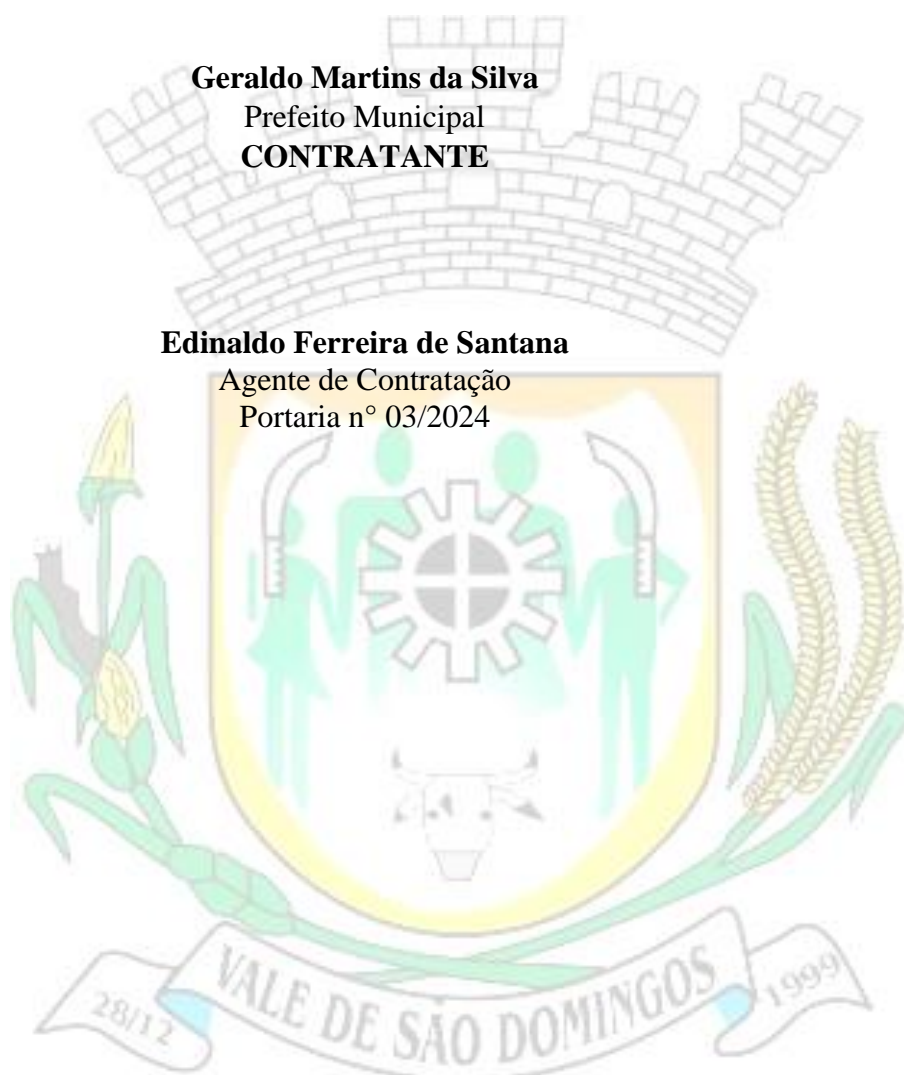 Geraldo Martins da Silva
Prefeito Municipal
CONTRATANTE
Edinaldo Ferreira de Santana
Agente de Contratação
Portaria n° 03/2024
28/12
VALE DE SÃO DOMINGOS
1999